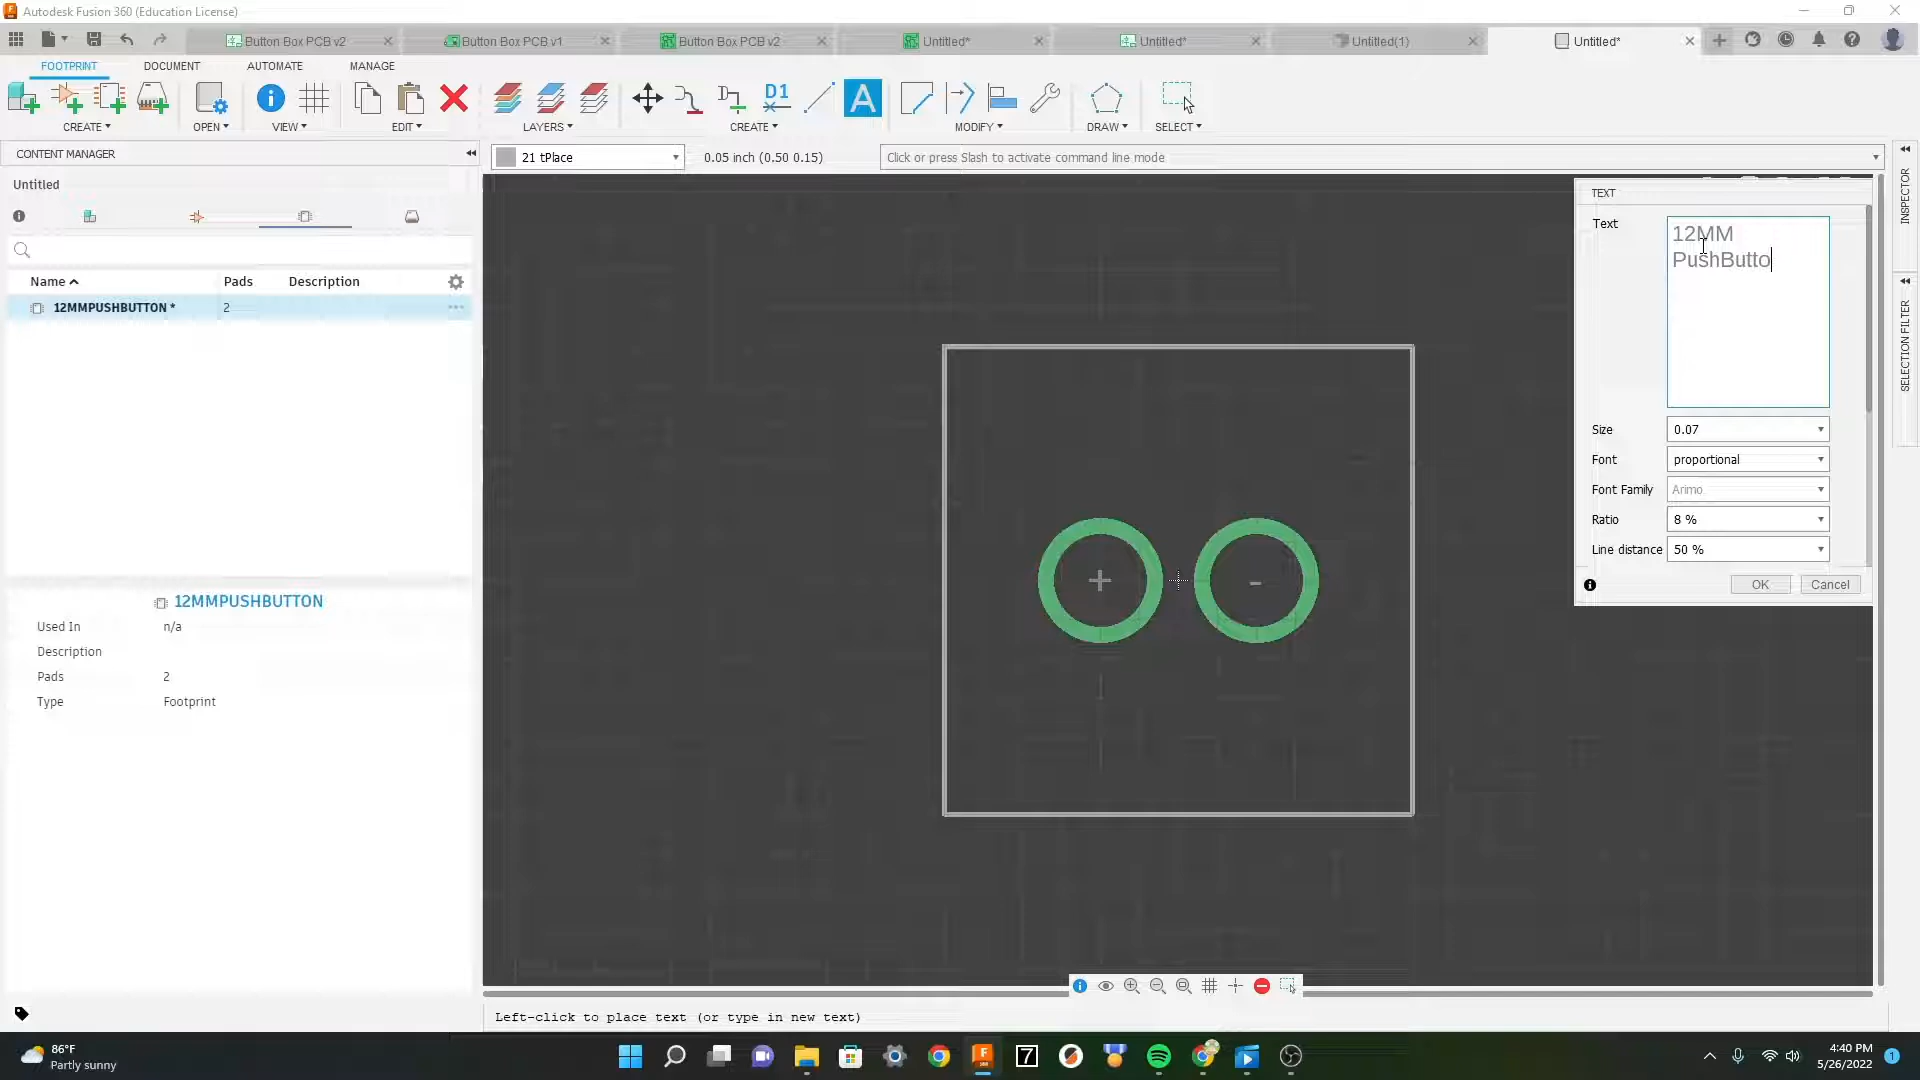 Autodesk Fusion 360 (Education License)
Button Box PCB v2
Button Box PCB v1
Button Box PCB v2
Untitled*
Untitled*
Untitled(1)
Untitled*
FOOTPRINT
DOCUMENT
AUTOMATE
MANAGE
D1
A
CREATE
OPEN
VIEW
EDIT
LAYERS
CREATE
MODIFY
DRAW
SELECT
CONTENT MANAGER
21 tPlace
0.05 inch (0.50 0.15)
Click or press Slash to activate command line mode
Untitled
Name
Pads
Description
12MMPUSHBUTTON *
2
12MMPUSHBUTTON
Used In
n/a
Description
Pads
2
Type
Footprint
+
-
TEXT
Text
12MM
PushButto
Size
0.07
Font
proportional
Font Family
Arimo
Ratio
8 %
Line distance
50 %
OK
Cancel
INSPECTOR
SELECTION FILTER
Left-click to place text (or type in new text)
86°F
Partly sunny
7
4:40 PM
5/26/2022
1